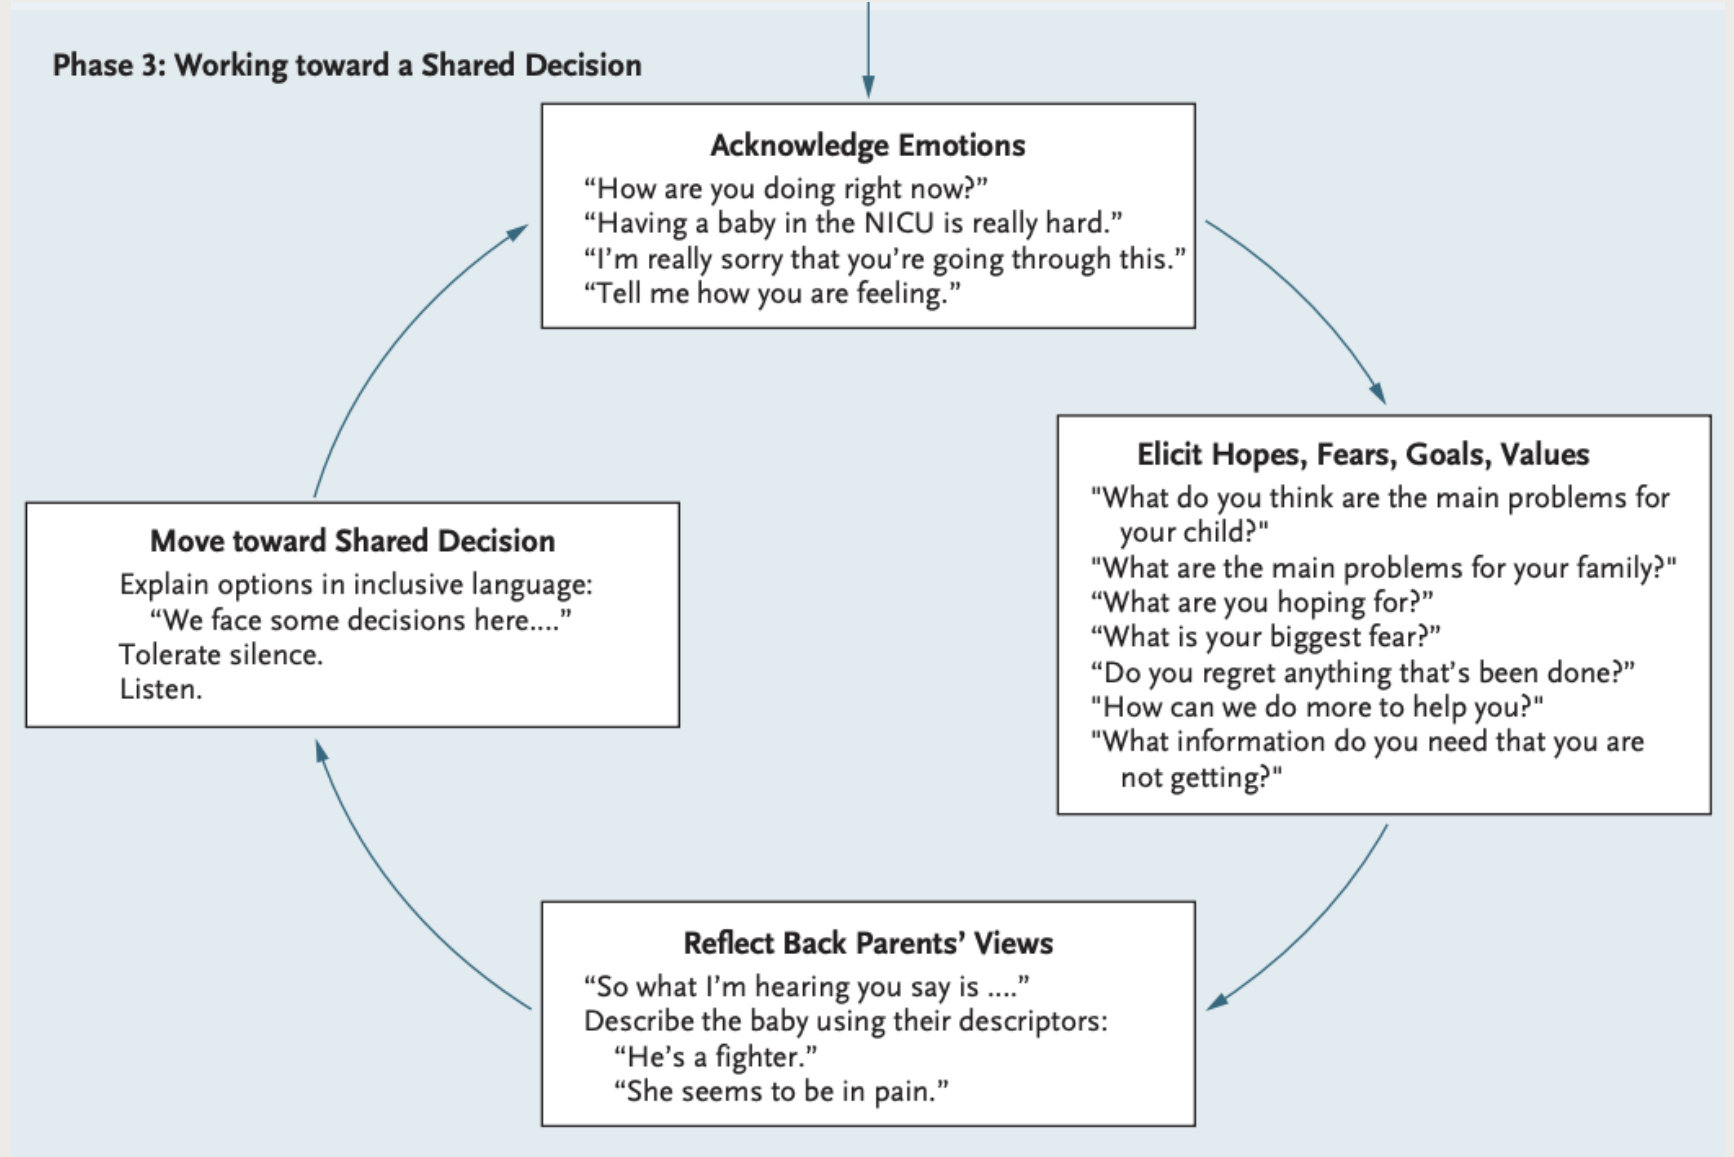 Phase 3: Working toward a Shared Decision
Acknowledge Emotions
“How are you doing right now?”
“Having a baby in the NICU is really hard.”
“I’m really sorry that you’re going through this.”
“Tell me how you are feeling.”
Elicit Hopes, Fears, Goals, Values
"What do you think are the main problems for
your child?"
"What are the main problems for your family?"
“What are you hoping for?”
“What is your biggest fear?”
“Do you regret anything that’s been done?”
"How can we do more to help you?"
"What information do you need that you are
not getting?"
Reflect Back Parents’ Views
“So what I’m hearing you say is ....”
Describe the baby using their descriptors:
“He’s a fighter.”
“She seems to be in pain.”
Move toward Shared Decision
Explain options in inclusive language:
“We face some decisions here....”
Tolerate silence.
Listen.